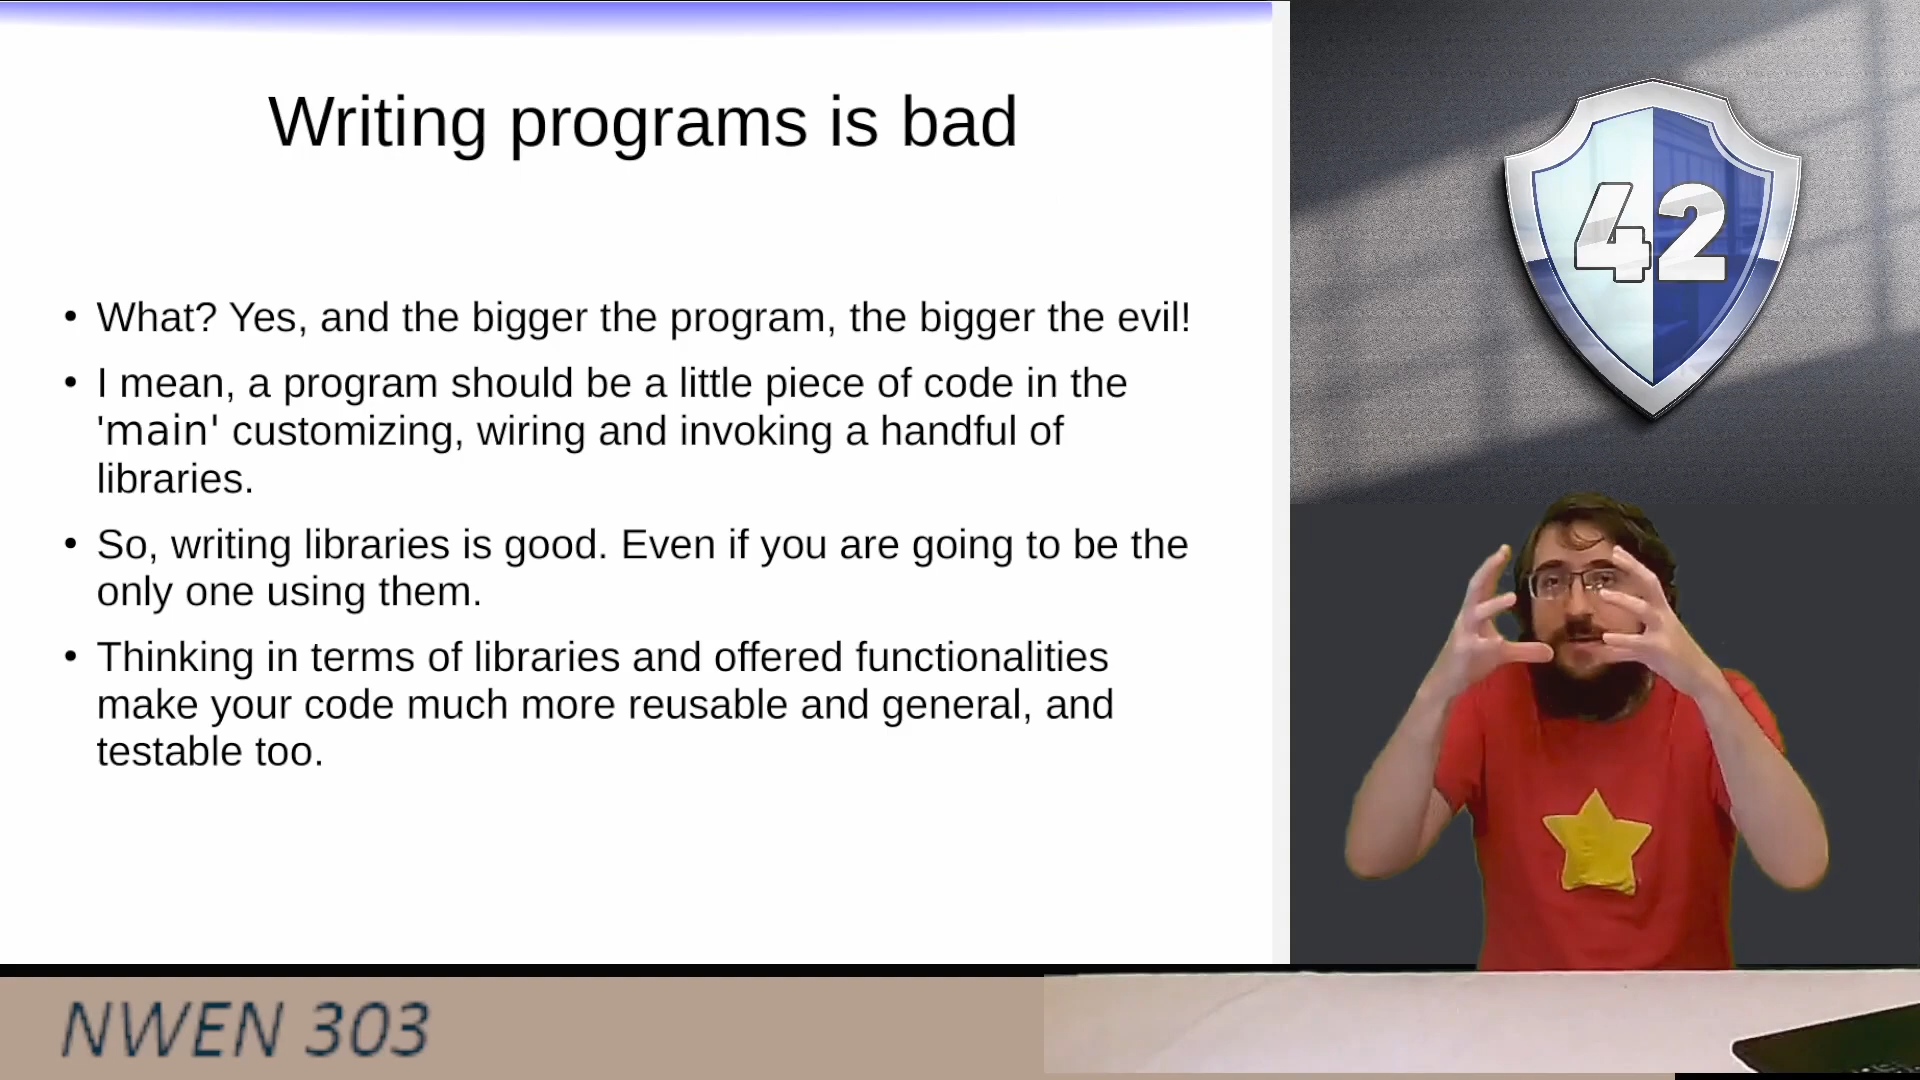 Writing programs is bad
• What? Yes, and the bigger the program, the bigger the evil!
• I mean, a program should be a little piece of code in the
'main' customizing, wiring and invoking a handful of
libraries.
• So, writing libraries is good. Even if you are going to be the
only one using them.
• Thinking in terms of libraries and offered functionalities
make your code much more reusable and general, and
testable too.
42
NWEN 303